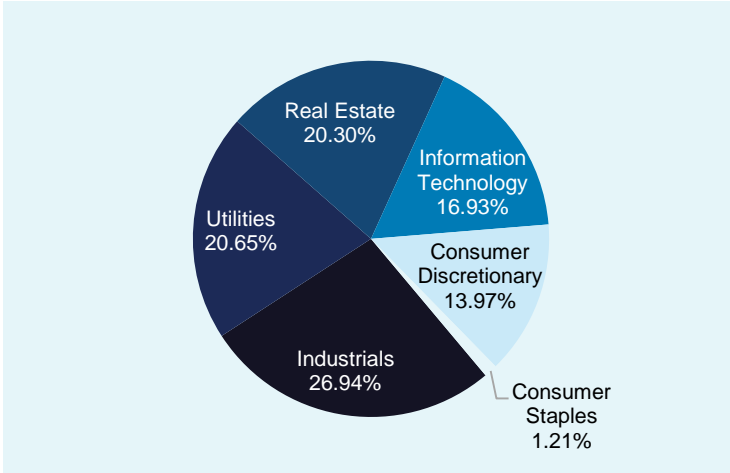 Real Estate
20.30%
Information
Technology
16.93%
Utilities
20.65%
Consumer
Discretionary
13.97%
Industrials
26.94%
Consumer
Staples
1.21%